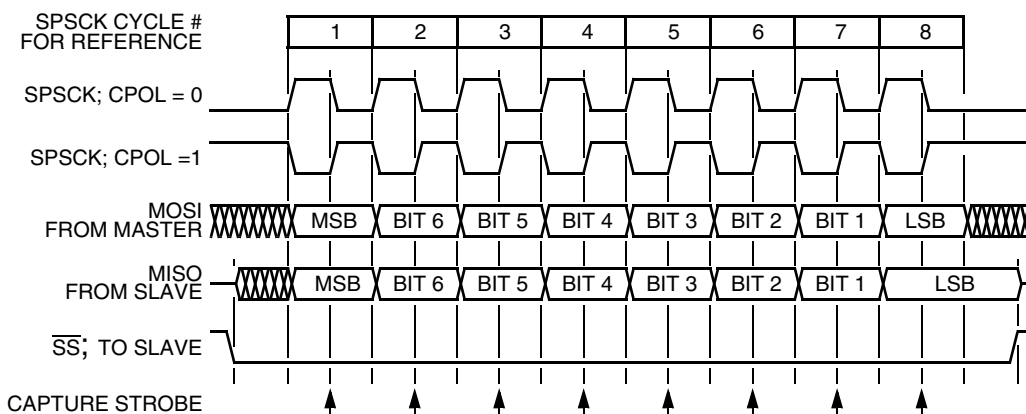 SPSCK CYCLE #
FOR REFERENCE
1 2 3 4 5 6 7 8
SPSCK; CPOL = 0
SPSCK; CPOL =1
MOSI
FROM MASTER
MSB BIT 6 BIT 5 BIT 4 BIT 3 BIT 2 BIT 1 LSB
MISO
FROM SLAVE
MSB BIT 6 BIT 5 BIT 4 BIT 3 BIT 2 BIT 1 LSB
SS; TO SLAVE
CAPTURE STROBE